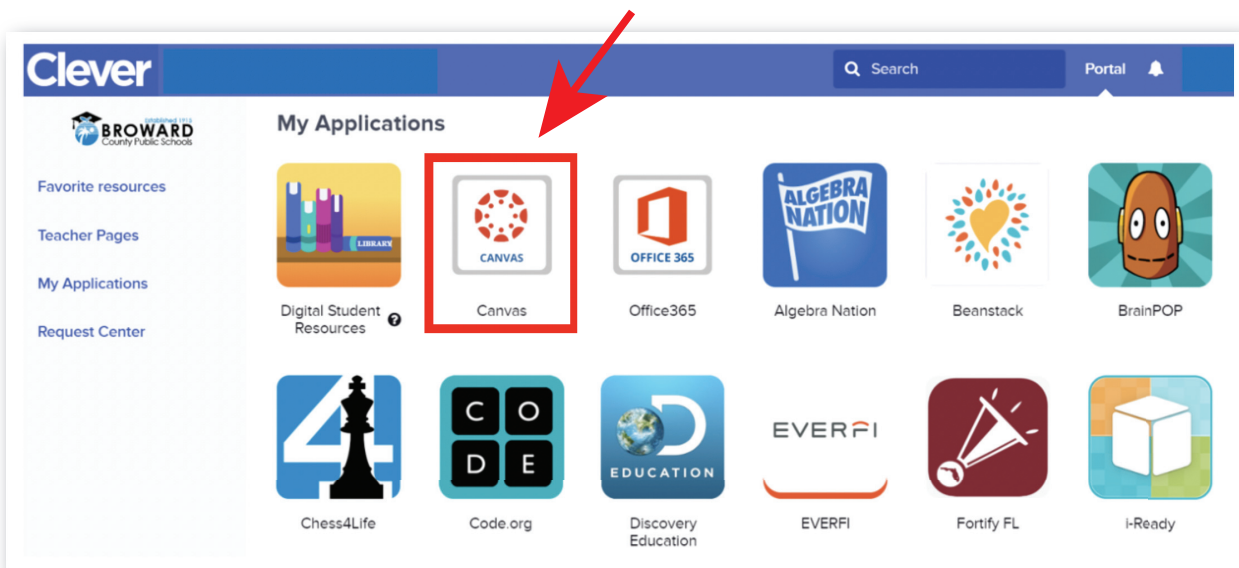 Clever
Search
Portal
established 1915
BROWARD
County Public Schools
Favorite resources
Teacher Pages
My Applications
Request Center
My Applications
LIBRARY
CANVAS
OFFICE 365
ALGEBRA
NATION
Digital Student
Resources ?
Canvas
Office365
Algebra Nation
Beanstack
BrainPOP
4
C O
D E
EDUCATION
EVERFI
Chess4Life
Code.org
Discovery
Education
EVERFI
Fortify FL
i-Ready